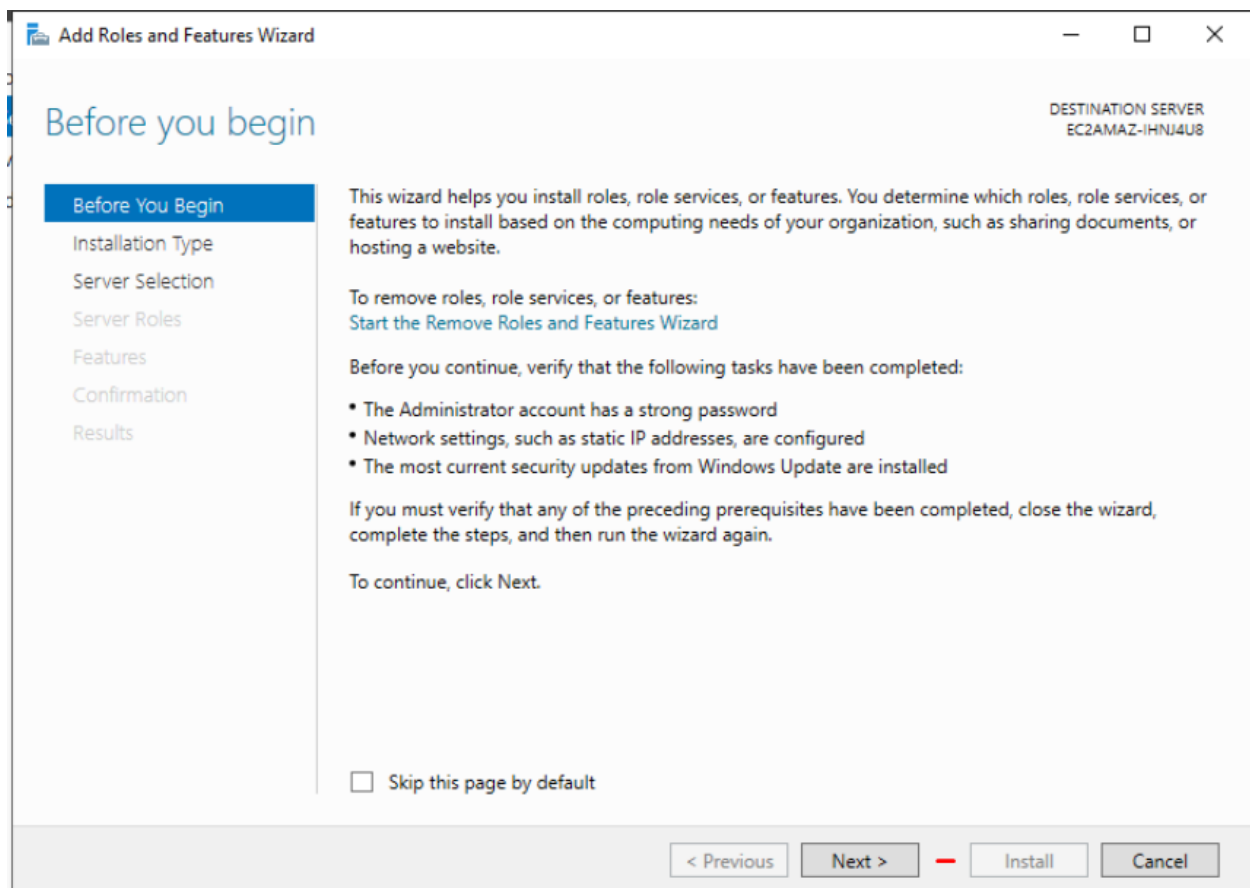 Add Roles and Features Wizard
Before you begin
DESTINATION SERVER
EC2AMAZ-IHNJ4U8
Before You Begin
Installation Type
Server Selection
Server Roles
Features
Confirmation
Results
This wizard helps you install roles, role services, or features. You determine which roles, role services, or
features to install based on the computing needs of your organization, such as sharing documents, or
hosting a website.
To remove roles, role services, or features:
Start the Remove Roles and Features Wizard
Before you continue, verify that the following tasks have been completed:
• The Administrator account has a strong password
• Network settings, such as static IP addresses, are configured
• The most current security updates from Windows Update are installed
If you must verify that any of the preceding prerequisites have been completed, close the wizard,
complete the steps, and then run the wizard again.
To continue, click Next.
Skip this page by default
< Previous
Next >
Install
Cancel